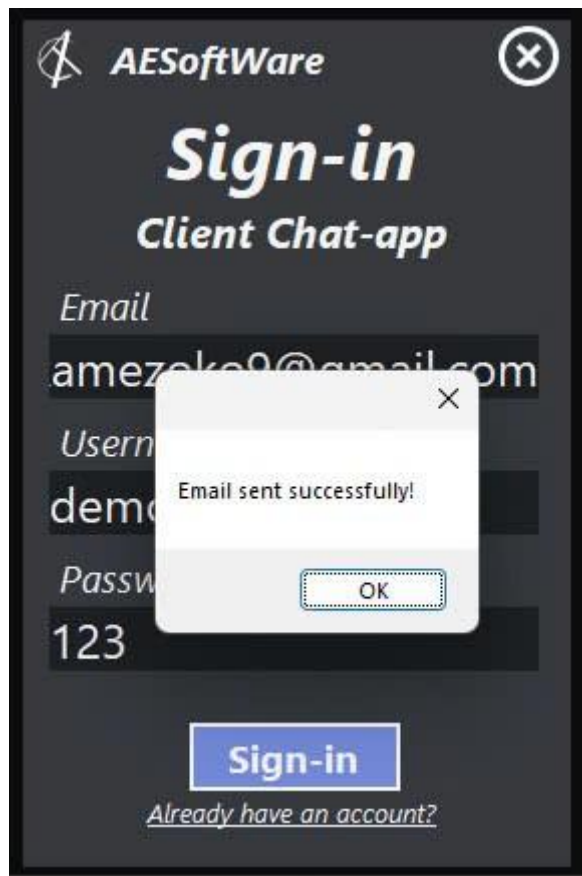 AESoftWare
Sign-in
Client Chat-app
Email
Email sent successfully!
OK
123
Sign-in
Already have an account?